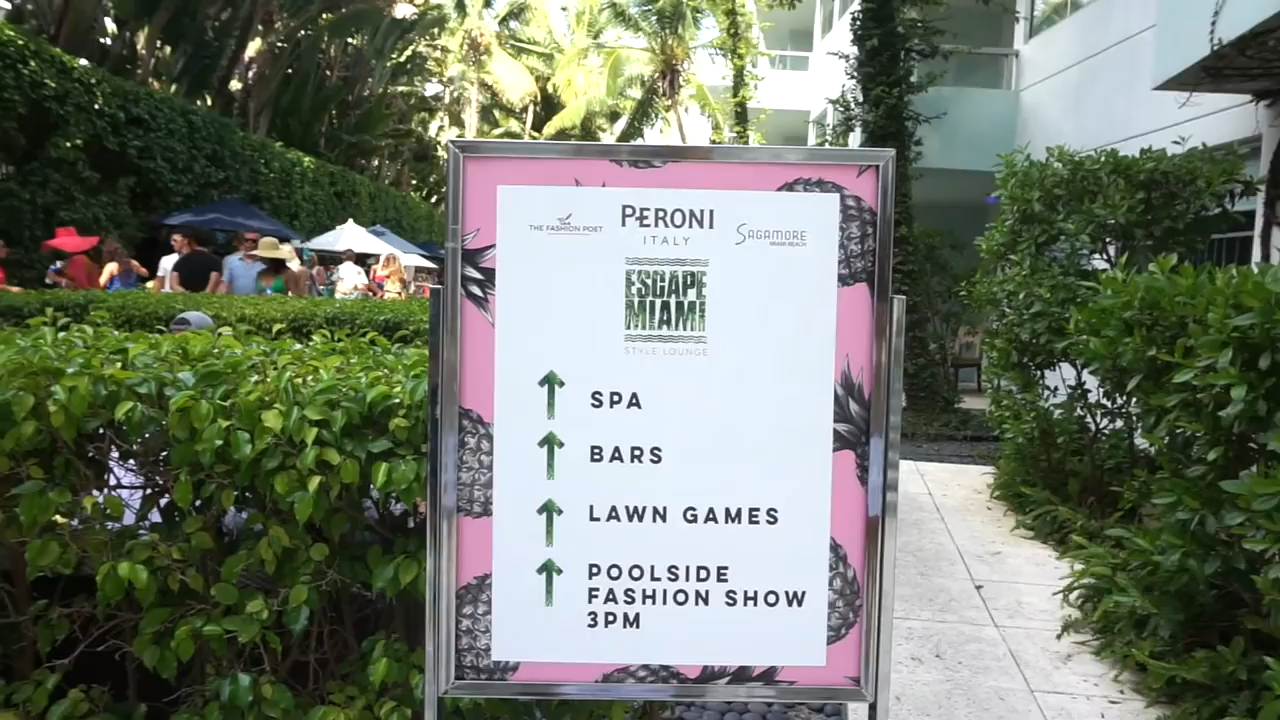 THE FASHION POET
PERONI
ITALY
SAGAMORE
MIAMI BEACH
ESCAPE
MIAMI
STYLE LOUNGE
SPA
BARS
LAWN GAMES
POOLSIDE
FASHION SHOW
3PM